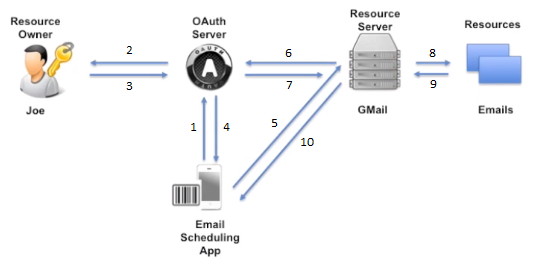 Resource
Owner
OAuth
Server
Resource
Server
Resources
2
6
8
OAUTH
A
3
7
9
Joe
GMail
Emails
1
4
5
10
Email
Scheduling
App